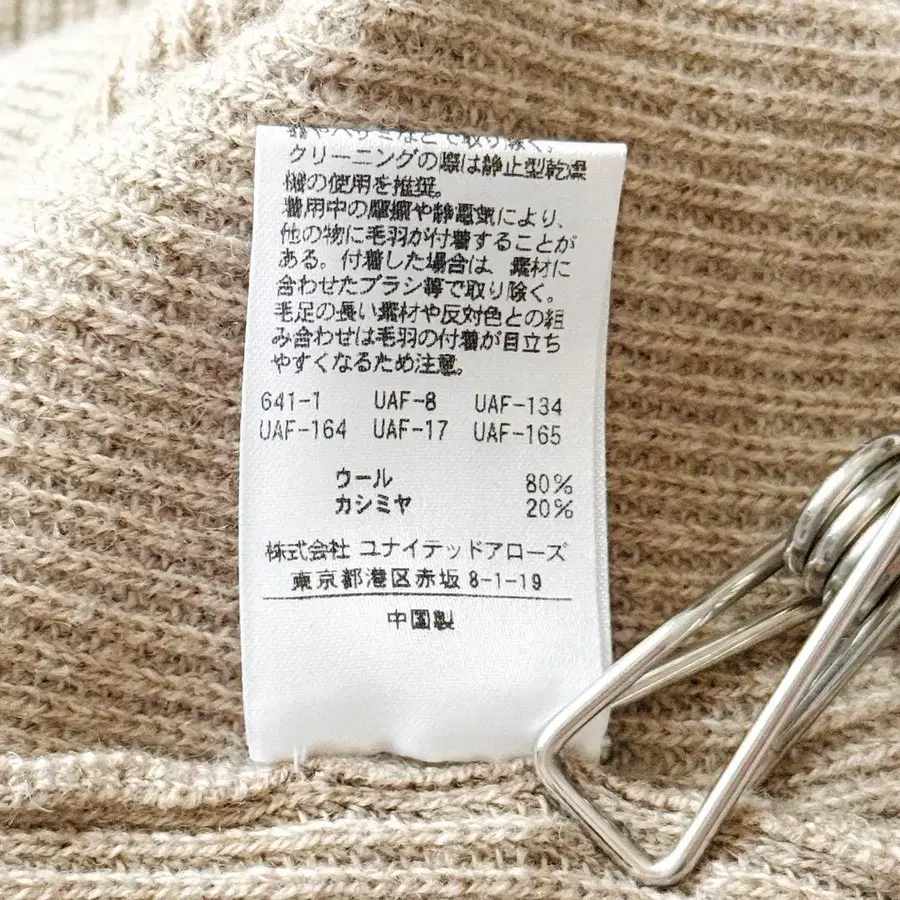 などで取り除く。
クリーニングの際は静止型乾燥
機の使用を推奨。
着用中の摩擦や静電気により、
他の物に毛羽が付着することが
ある。付着した場合は、素材に
合わせたブラシ等で取り除く。
毛足の長い素材や反対色との組
み合わせは毛羽の付着が目立ち
やすくなるため注意。
641-1 UAF-8 UAF-134
UAF-164 UAF-17 UAF-165
ウール 80%
カシミヤ 20%
株式会社 ユナイテッドアローズ
東京都港区赤坂 8-1-19
中国製